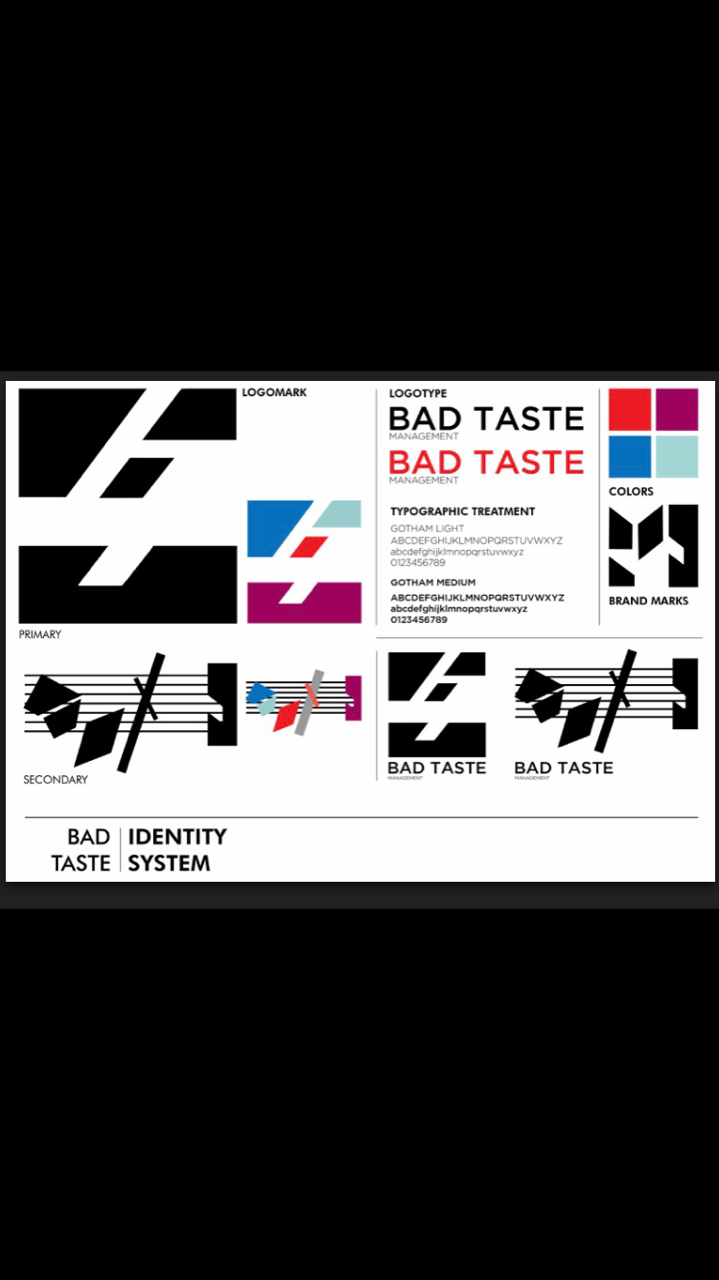 LOGOMARK
PRIMARY
SECONDARY
LOGOTYPE
BAD TASTE
MANAGEMENT
BAD TASTE
MANAGEMENT
TYPOGRAPHIC TREATMENT
GOTHAM LIGHT
ABCDEFGHIJKLMNOPQRSTUVWXYZ
abcdefghijklmnopqrstuvwxyz
0123456789
GOTHAM MEDIUM
ABCDEFGHIJKLMNOPQRSTUVWXYZ
abcdefghijklmnopqrstuvwxyz
0123456789
COLORS
BRAND MARKS
BAD TASTE
MANAGEMENT
BAD TASTE
MANAGEMENT
BAD
TASTE
IDENTITY
SYSTEM